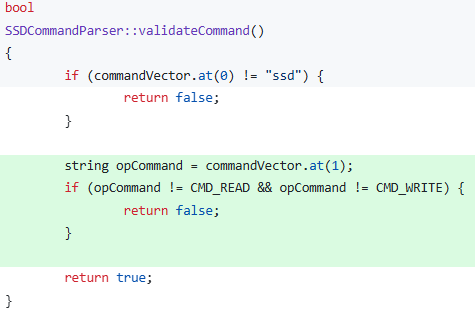 bool
SSDCommandParser::validateCommand()
{
        if (commandVector.at(0) != "ssd") {
                return false;
        }

        string opCommand = commandVector.at(1);
        if (opCommand != CMD_READ && opCommand != CMD_WRITE) {
                return false;
        }

        return true;
}